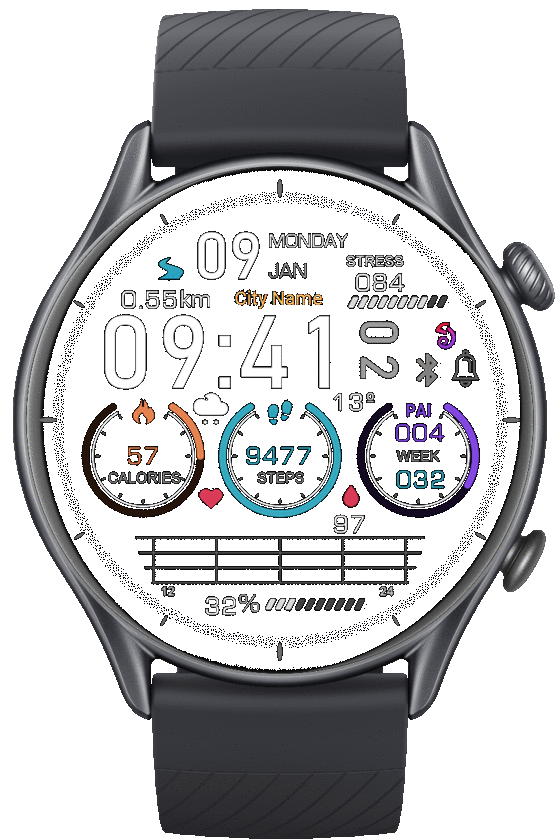 09 MONDAY
JAN
STRESS
084
0.55km
City Name
09:41
02
13º
57
CALORIES
9477
STEPS
PAI
004
WEEK
032
97
12 24
32%